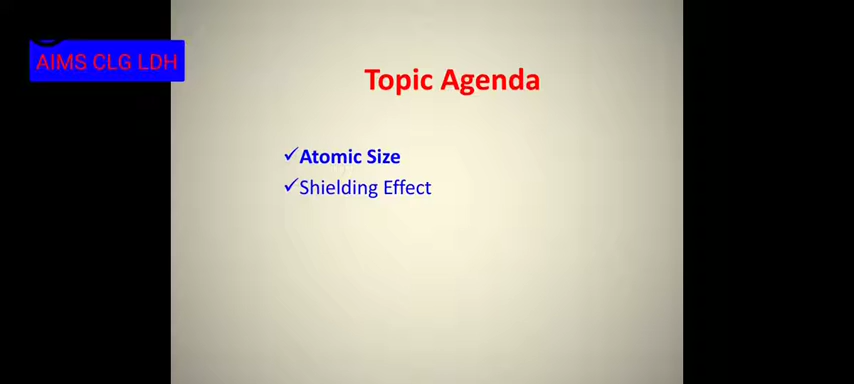 AIMS CLG LDH
Topic Agenda
✓Atomic Size
✓Shielding Effect